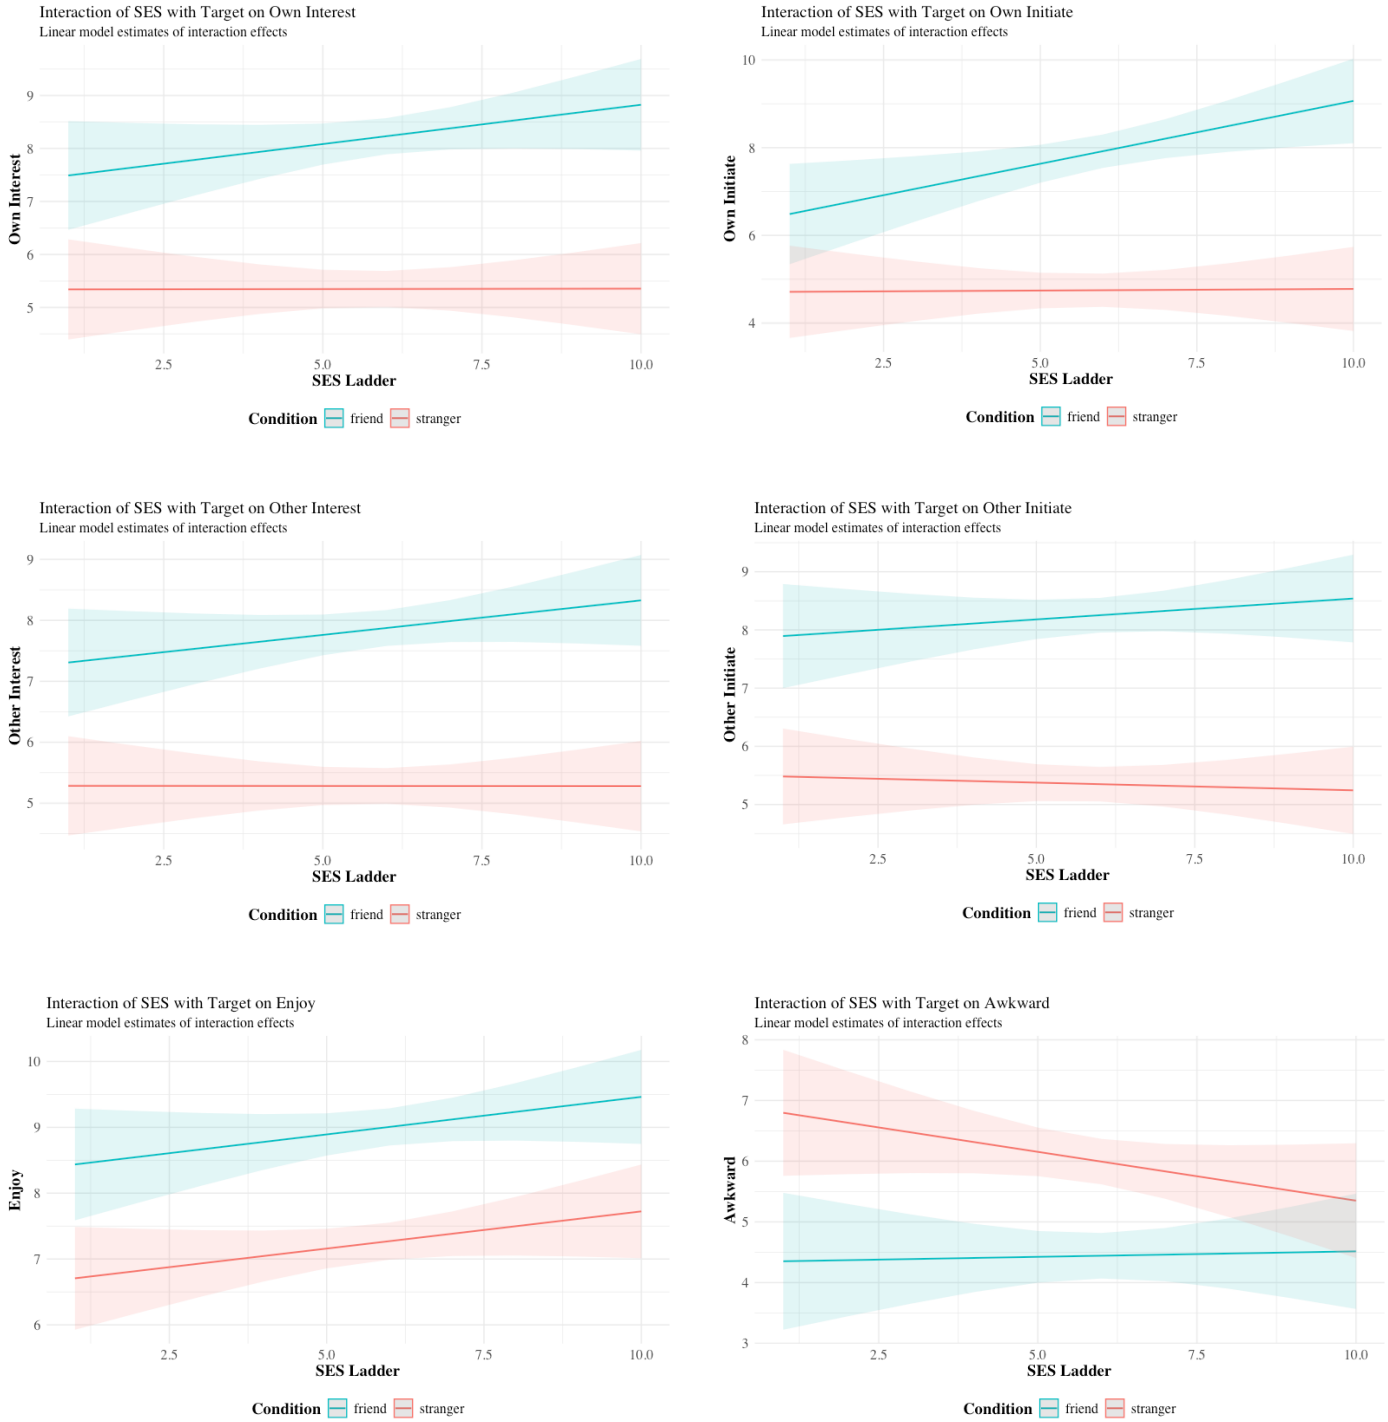 Interaction of SES with Target on Own Interest
Linear model estimates of interaction effects
9
8
7
6
5
Own Interest
2.5 5.0 7.5 10.0
SES Ladder
Condition friend stranger
Interaction of SES with Target on Own Initiate
Linear model estimates of interaction effects
10
8
6
4
Own Initiate
2.5 5.0 7.5 10.0
SES Ladder
Condition friend stranger
Interaction of SES with Target on Other Interest
Linear model estimates of interaction effects
9
8
7
6
5
Other Interest
2.5 5.0 7.5 10.0
SES Ladder
Condition friend stranger
Interaction of SES with Target on Other Initiate
Linear model estimates of interaction effects
9
8
7
6
5
Other Initiate
2.5 5.0 7.5 10.0
SES Ladder
Condition friend stranger
Interaction of SES with Target on Enjoy
Linear model estimates of interaction effects
10
9
8
7
6
Enjoy
2.5 5.0 7.5 10.0
SES Ladder
Condition friend stranger
Interaction of SES with Target on Awkward
Linear model estimates of interaction effects
8
7
6
5
4
3
Awkward
2.5 5.0 7.5 10.0
SES Ladder
Condition friend stranger